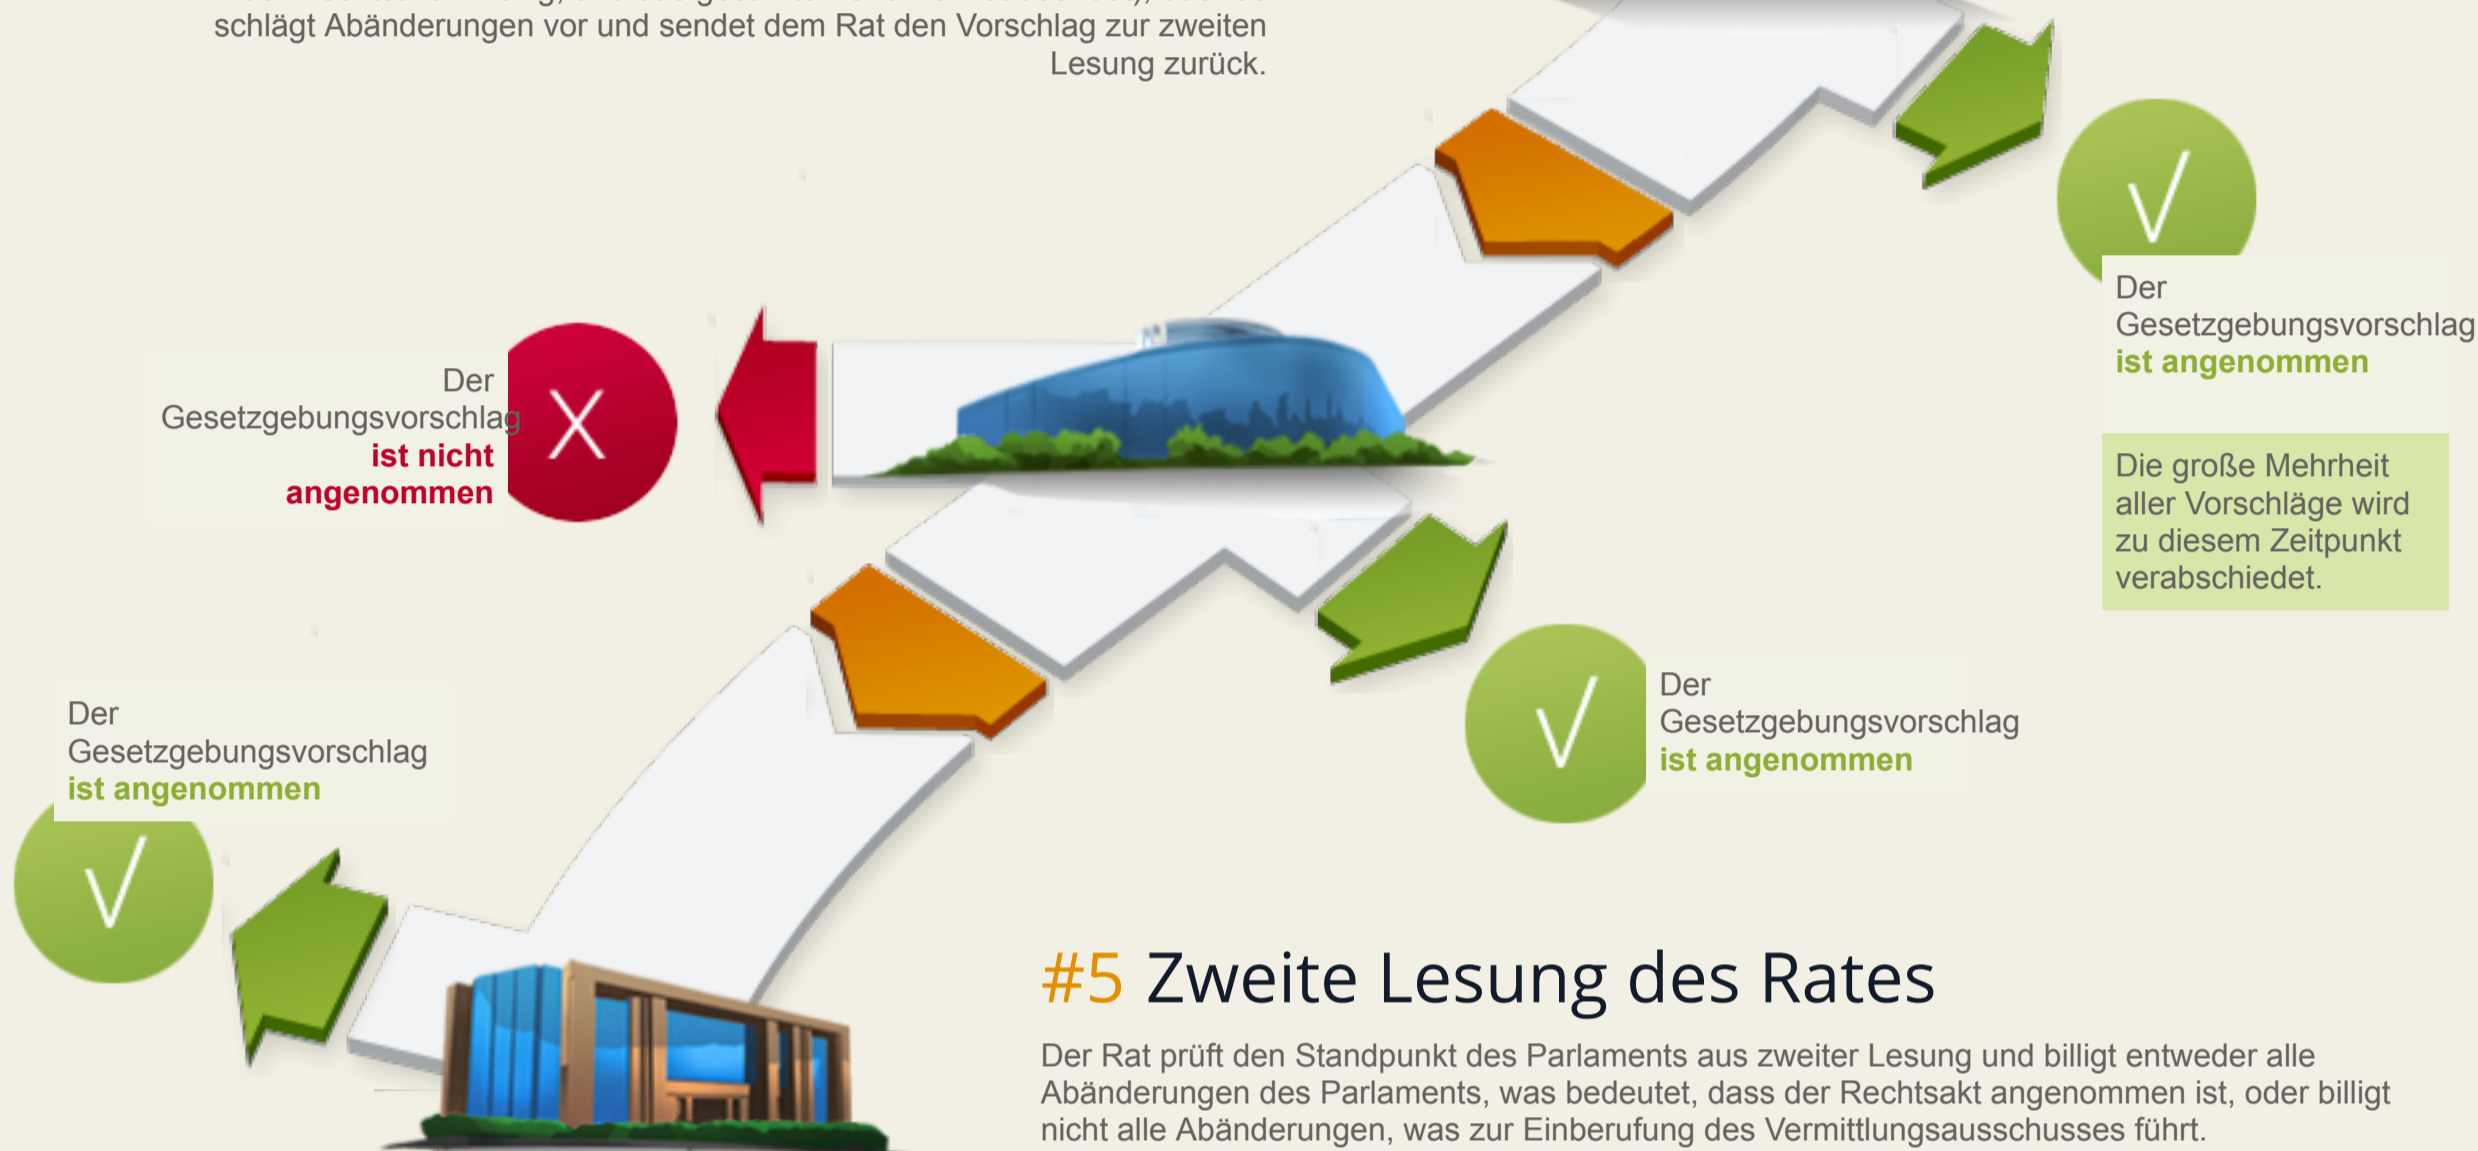 schlägt Abänderungen vor und sendet dem Rat den Vorschlag zur zweiten
Lesung zurück.
Der
Gesetzgebungsvorschlag
ist angenommen
Die große Mehrheit
aller Vorschläge wird
zu diesem Zeitpunkt
verabschiedet.
Der
Gesetzgebungsvorschlag
ist nicht
angenommen
X
Der
Gesetzgebungsvorschlag
ist angenommen
Der
Gesetzgebungsvorschlag
ist angenommen
#5 Zweite Lesung des Rates
Der Rat prüft den Standpunkt des Parlaments aus zweiter Lesung und billigt entweder alle
Abänderungen des Parlaments, was bedeutet, dass der Rechtsakt angenommen ist, oder billigt
nicht alle Abänderungen, was zur Einberufung des Vermittlungsausschusses führt.